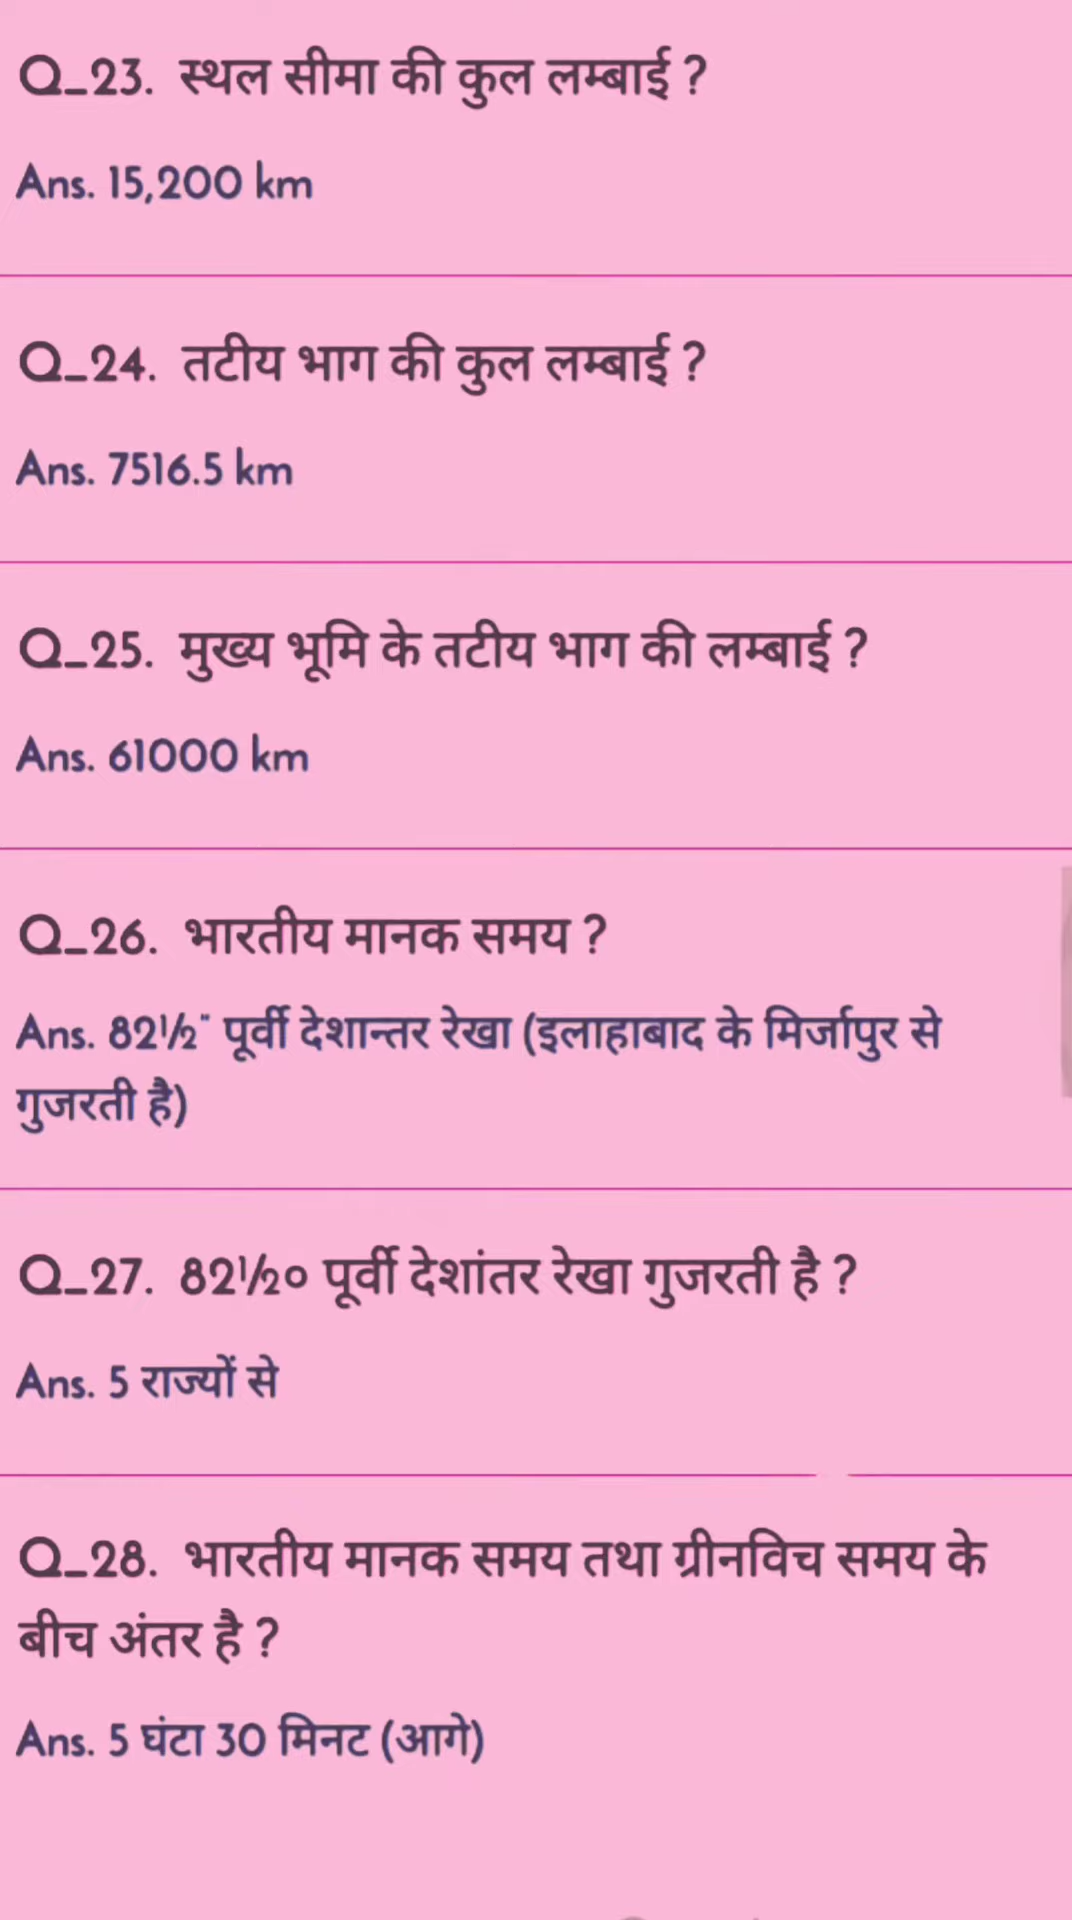 Q_23. स्थल सीमा की कुल लम्बाई ?
Ans. 15,200 km
Q_24. तटीय भाग की कुल लम्बाई ?
Ans. 7516.5 km
Q_25. मुख्य भूमि के तटीय भाग की लम्बाई ?
Ans. 61000 km
Q_26. भारतीय मानक समय ?
Ans. 82½" पूर्वी देशान्तर रेखा (इलाहाबाद के मिर्जापुर से
गुजरती है)
Q_27. 82½० पूर्वी देशांतर रेखा गुजरती है ?
Ans. 5 राज्यों से
Q_28. भारतीय मानक समय तथा ग्रीनविच समय के
बीच अंतर है ?
Ans. 5 घंटा 30 मिनट (आगे)